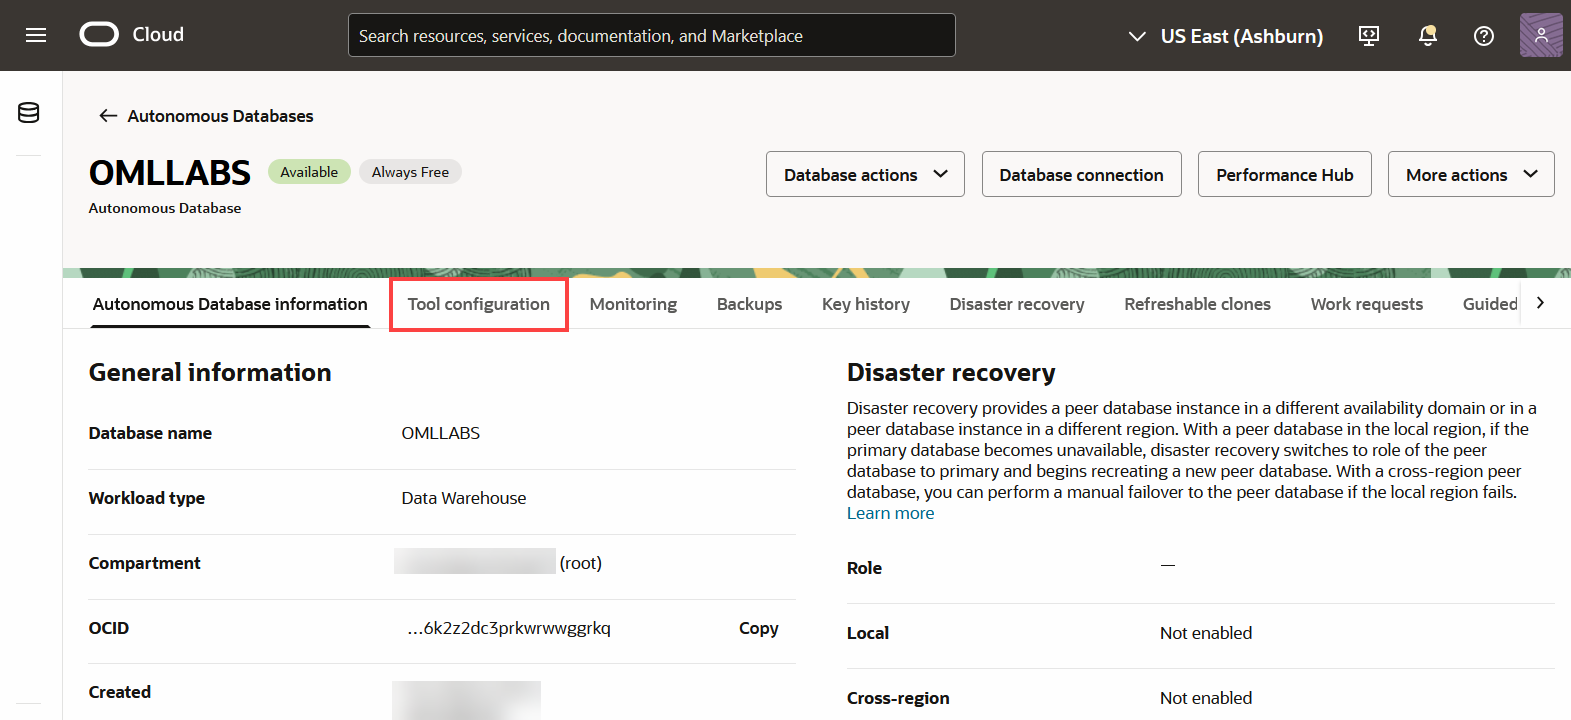 Cloud
Search resources, services, documentation, and Marketplace
US East (Ashburn)
Autonomous Databases
OMLLABS
Available
Always Free
Autonomous Database
Database actions
Database connection
Performance Hub
More actions
Autonomous Database information
Tool configuration
Monitoring
Backups
Key history
Disaster recovery
Refreshable clones
Work requests
Guided
General information
Database name
OMLLABS
Workload type
Data Warehouse
Compartment
(root)
OCID
...6k2z2dc3prkwrwwggrkq
Copy
Created
Disaster recovery
Disaster recovery provides a peer database instance in a different availability domain or in a
peer database instance in a different region. With a peer database in the local region, if the
primary database becomes unavailable, disaster recovery switches to role of the peer
database to primary and begins recreating a new peer database. With a cross-region peer
database, you can perform a manual failover to the peer database if the local region fails.
Learn more
Role
—
Local
Not enabled
Cross-region
Not enabled